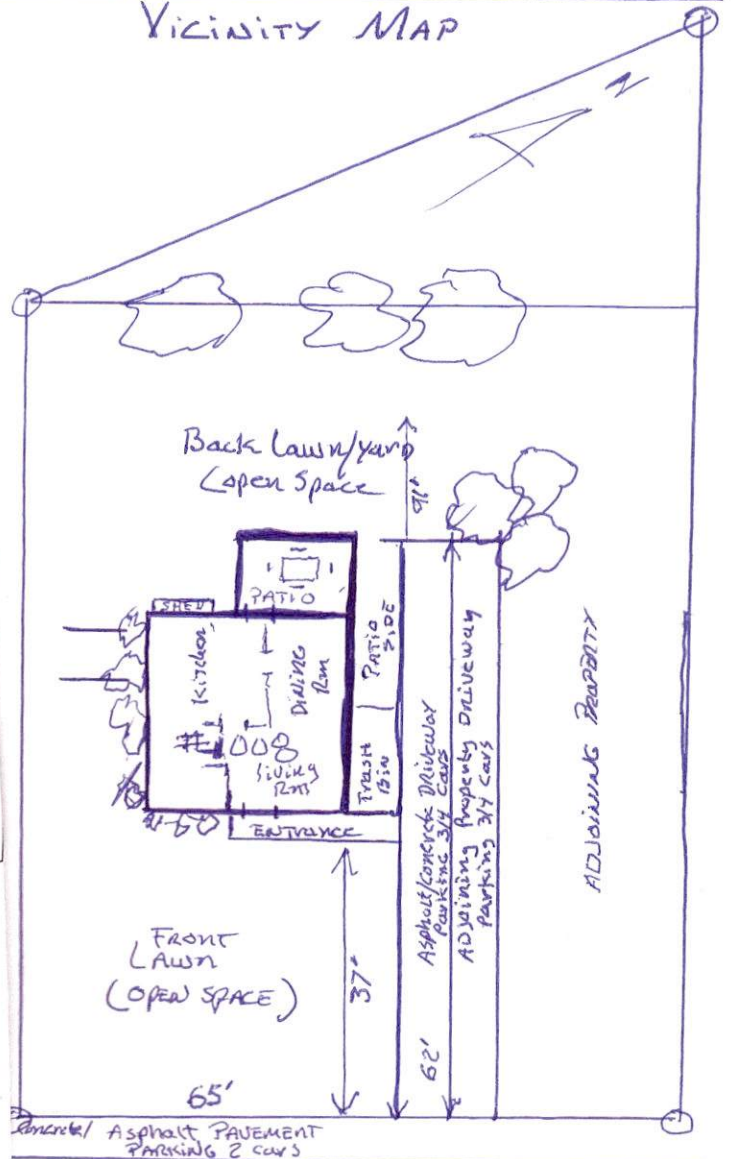 VICINITY MAP
N
Back Lawn/yard
(open Space
91'
SHED
PATIO
Kitchen
DINING
Rm
PATIO
SIDE
Living
Rm
Trash
Bin
ENTRANCE
Asphalt/Concrete DRIVEWAY
Parking 3/4 Cars
ADjoining Property DRIVEWAY
Parking 3/4 Cars
ADJOINING PROPERTY
FRONT
LAWN
(OPEN SPACE)
37'
62'
65'
Concrete/ Asphalt PAVEMENT
PARKING 2 cars